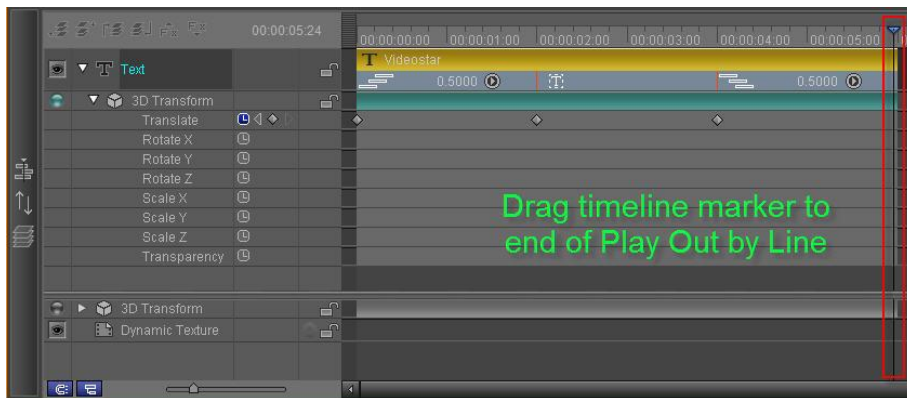 00:00:05:24
00:00:00:00 00:00:01:00 00:00:02:00 00:00:03:00 00:00:04:00 00:00:05:00
T Text
T Videostar
0.5000 T 0.5000
3D Transform
Translate
Rotate X
Rotate Y
Rotate Z
Scale X
Scale Y
Scale Z
Transparency
Drag timeline marker to
end of Play Out by Line
3D Transform
Dynamic Texture